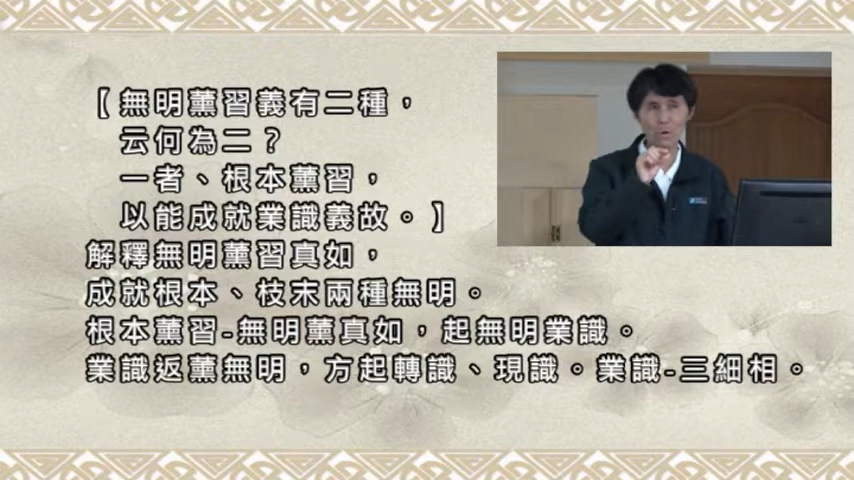 〖無明薰習義有二種，
云何為二？
一者、根本薰習，
以能成就業識義故。〗
解釋無明薰習真如，
成就根本、枝末兩種無明。
根本薰習-無明薰真如，起無明業識。
業識返薰無明，方起轉識、現識。業識-三細相。